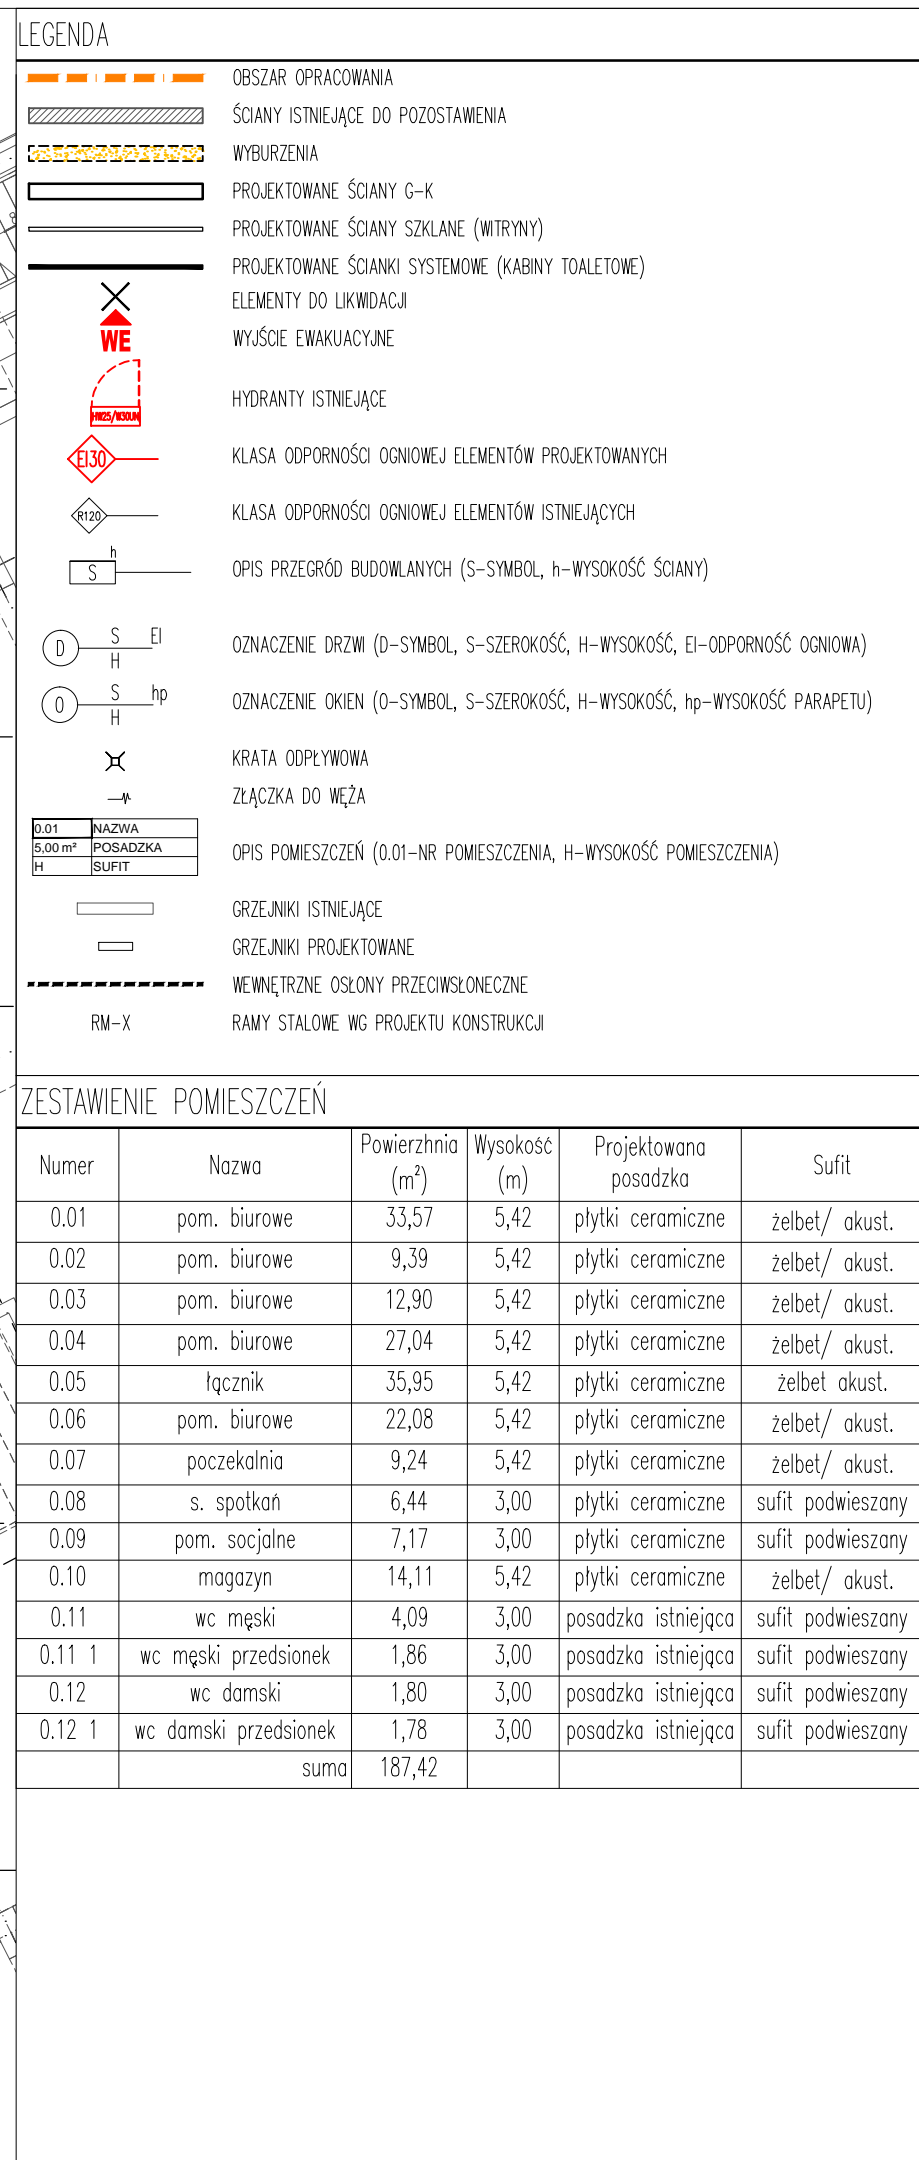 LEGENDA
OBSZAR OPRACOWANIA
ŚCIANY ISTNIEJĄCE DO POZOSTAWIENIA
WYBURZENIA
PROJEKTOWANE ŚCIANY G-K
PROJEKTOWANE ŚCIANY SZKLANE (WITRYNY)
PROJEKTOWANE ŚCIANKI SYSTEMOWE (KABINY TOALETOWE)
ELEMENTY DO LIKWIDACJI
WE WYJŚCIE EWAKUACYJNE
HW25/W30UN HYDRANTY ISTNIEJĄCE
EI30 KLASA ODPORNOŚCI OGNIOWEJ ELEMENTÓW PROJEKTOWANYCH
R120 KLASA ODPORNOŚCI OGNIOWEJ ELEMENTÓW ISTNIEJĄCYCH
S h OPIS PRZEGRÓD BUDOWLANYCH (S-SYMBOL, h-WYSOKOŚĆ ŚCIANY)
D S H EI OZNACZENIE DRZWI (D-SYMBOL, S-SZEROKOŚĆ, H-WYSOKOŚĆ, EI-ODPORNOŚĆ OGNIOWA)
O S H hp OZNACZENIE OKIEN (O-SYMBOL, S-SZEROKOŚĆ, H-WYSOKOŚĆ, hp-WYSOKOŚĆ PARAPETU)
KRATA ODPŁYWOWA
ZŁĄCZKA DO WĘŻA
0.01 NAZWA
5,00 m² POSADZKA
H SUFIT
OPIS POMIESZCZEŃ (0.01-NR POMIESZCZENIA, H-WYSOKOŚĆ POMIESZCZENIA)
GRZEJNIKI ISTNIEJĄCE
GRZEJNIKI PROJEKTOWANE
WEWNĘTRZNE OSŁONY PRZECIWSŁONECZNE
RM-X RAMY STALOWE WG PROJEKTU KONSTRUKCJI
ZESTAWIENIE POMIESZCZEŃ
Numer Nazwa Powierzhnia (m²) Wysokość (m) Projektowana posadzka Sufit
0.01 pom. biurowe 33,57 5,42 płytki ceramiczne żelbet/ akust.
0.02 pom. biurowe 9,39 5,42 płytki ceramiczne żelbet/ akust.
0.03 pom. biurowe 12,90 5,42 płytki ceramiczne żelbet/ akust.
0.04 pom. biurowe 27,04 5,42 płytki ceramiczne żelbet/ akust.
0.05 łącznik 35,95 5,42 płytki ceramiczne żelbet akust.
0.06 pom. biurowe 22,08 5,42 płytki ceramiczne żelbet/ akust.
0.07 poczekalnia 9,24 5,42 płytki ceramiczne żelbet/ akust.
0.08 s. spotkań 6,44 3,00 płytki ceramiczne sufit podwieszany
0.09 pom. socjalne 7,17 3,00 płytki ceramiczne sufit podwieszany
0.10 magazyn 14,11 5,42 płytki ceramiczne żelbet/ akust.
0.11 wc męski 4,09 3,00 posadzka istniejąca sufit podwieszany
0.11 1 wc męski przedsionek 1,86 3,00 posadzka istniejąca sufit podwieszany
0.12 wc damski 1,80 3,00 posadzka istniejąca sufit podwieszany
0.12 1 wc damski przedsionek 1,78 3,00 posadzka istniejąca sufit podwieszany
suma 187,42